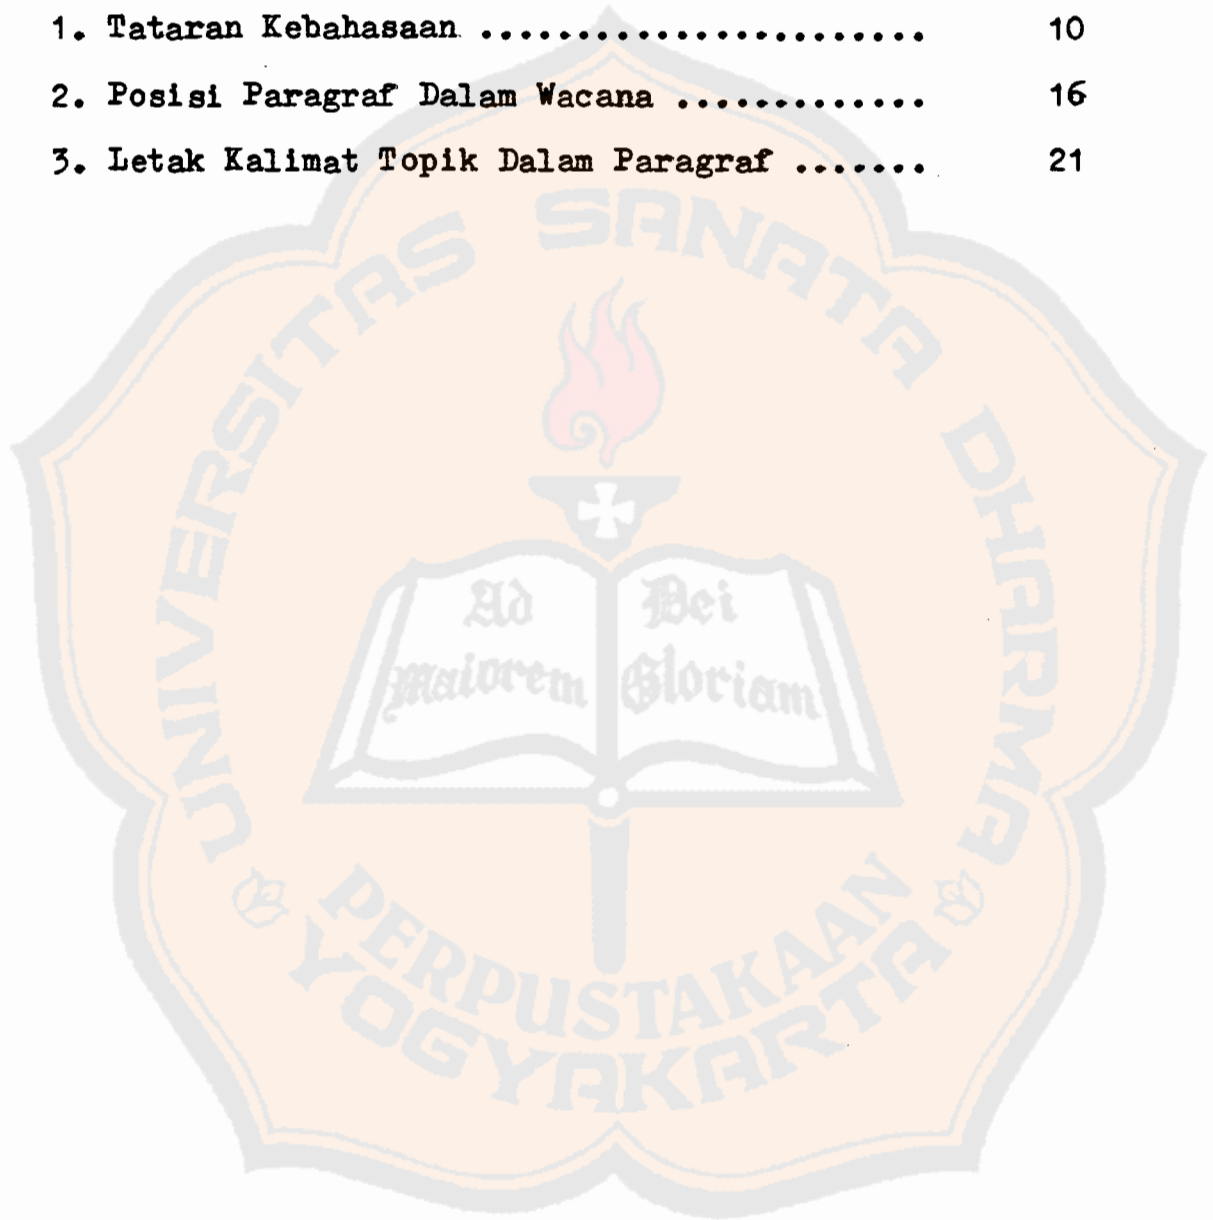 1. Tataran Kebahasaan ....................... 10
2. Posisi Paragraf Dalam Wacana ............. 16
3. Letak Kalimat Topik Dalam Paragraf ....... 21
UNIVERSITAS SANATA DHARMA
Ad Dei
Maiorem Gloriam
PERPUSTAKAAN
YOGYAKARTA